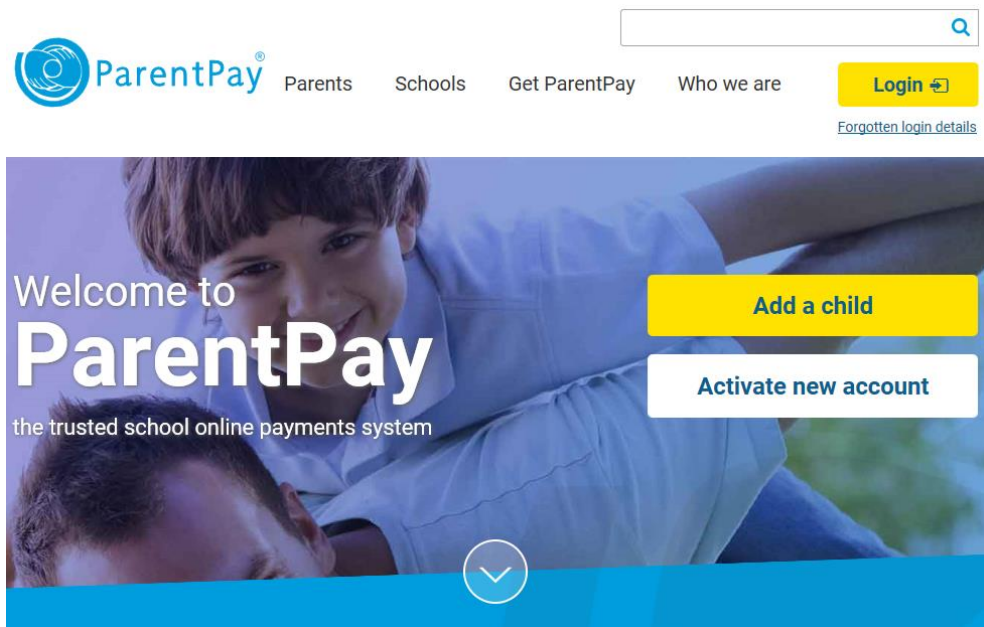 ParentPay®
Parents Schools Get ParentPay Who we are
Login
Forgotten login details
Welcome to
ParentPay
the trusted school online payments system
Add a child
Activate new account